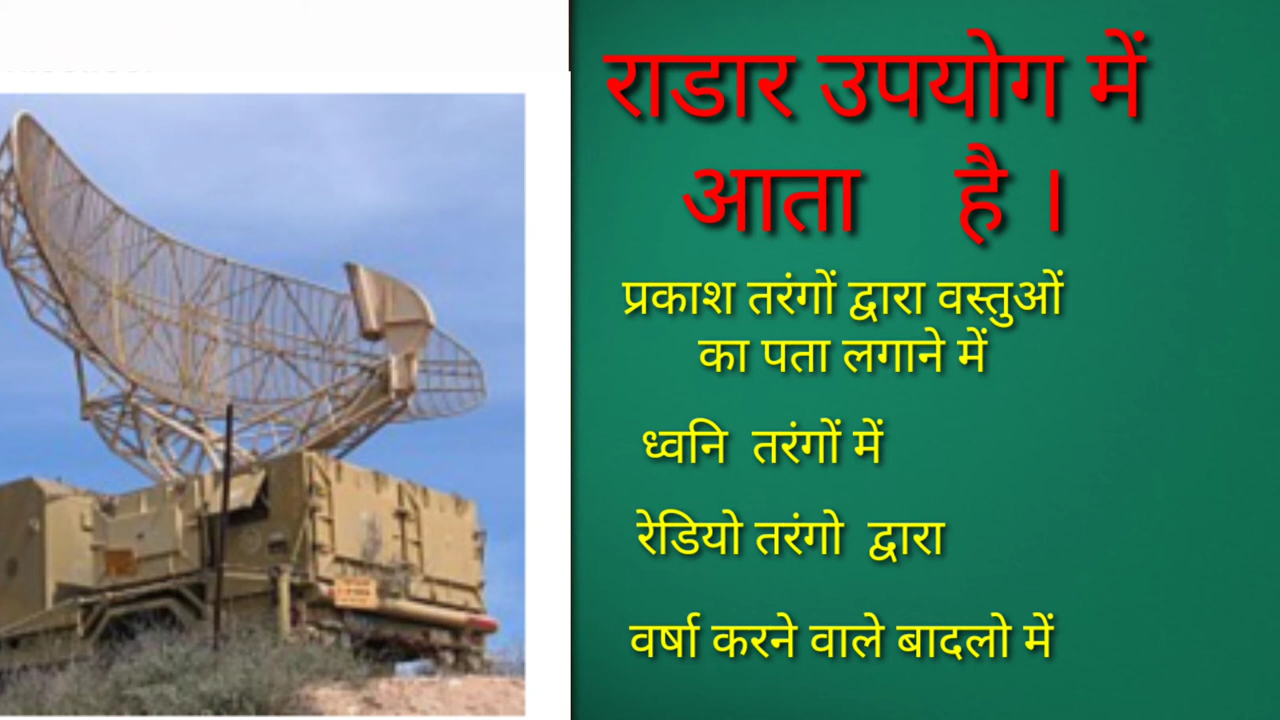 राडार उपयोग में
आता है ।
प्रकाश तरंगों द्वारा वस्तुओं
का पता लगाने में
ध्वनि तरंगों में
रेडियो तरंगो द्वारा
वर्षा करने वाले बादलो में